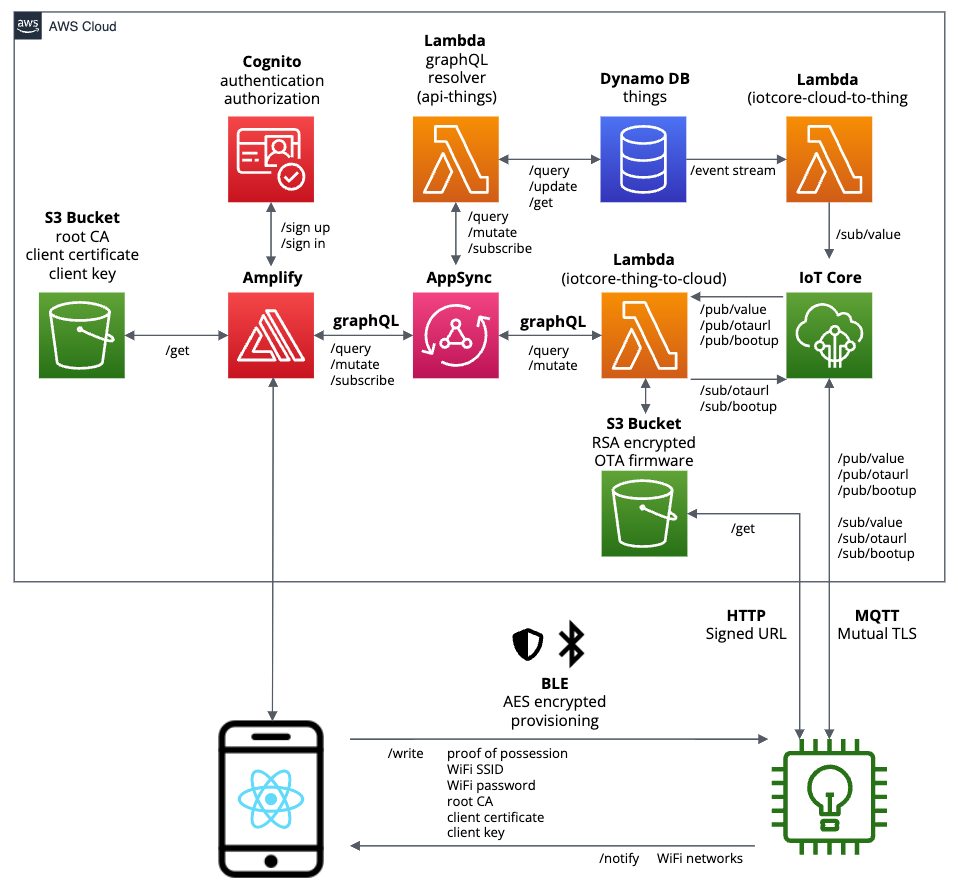 aws
AWS Cloud
Cognito
authentication
authorization
Lambda
graphQL
resolver
(api-things)
Dynamo DB
things
Lambda
(iotcore-cloud-to-thing
/query
/update
/get
/event stream
S3 Bucket
root CA
client certificate
client key
/sign up
/sign in
/query
/mutate
/subscribe
/sub/value
Amplify
AppSync
Lambda
(iotcore-thing-to-cloud)
IoT Core
/get
graphQL
/query
/mutate
/subscribe
graphQL
/query
/mutate
/pub/value
/pub/otaurl
/pub/bootup
/sub/otaurl
/sub/bootup
S3 Bucket
RSA encrypted
OTA firmware
/get
/pub/value
/pub/otaurl
/pub/bootup
/sub/value
/sub/otaurl
/sub/bootup
HTTP
Signed URL
MQTT
Mutual TLS
BLE
AES encrypted
provisioning
/write
proof of possession
WiFi SSID
WiFi password
root CA
client certificate
client key
/notify
WiFi networks